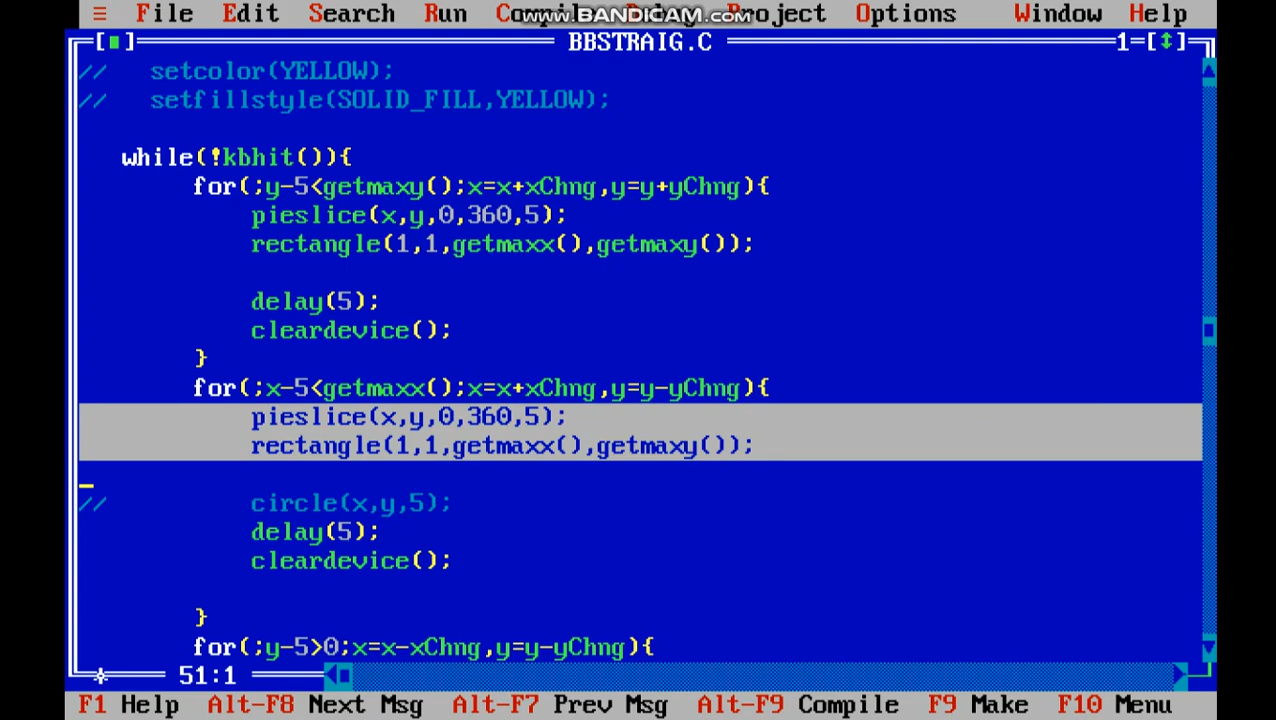 ≡ File Edit Search Run Compile Debug Project Options Window Help
www.BANDICAM.com
[■] BBSTRAIG.C 1=[↕]
// setcolor(YELLOW);
// setfillstyle(SOLID_FILL,YELLOW);
while(!kbhit()){
for(;y-5<getmaxy();x=x+xChng,y=y+yChng){
pieslice(x,y,0,360,5);
rectangle(1,1,getmaxx(),getmaxy());
delay(5);
cleardevice();
}
for(;x-5<getmaxx();x=x+xChng,y=y-yChng){
pieslice(x,y,0,360,5);
rectangle(1,1,getmaxx(),getmaxy());
// circle(x,y,5);
delay(5);
cleardevice();
}
for(;y-5>0;x=x-xChng,y=y-yChng){
51:1
F1 Help Alt-F8 Next Msg Alt-F7 Prev Msg Alt-F9 Compile F9 Make F10 Menu